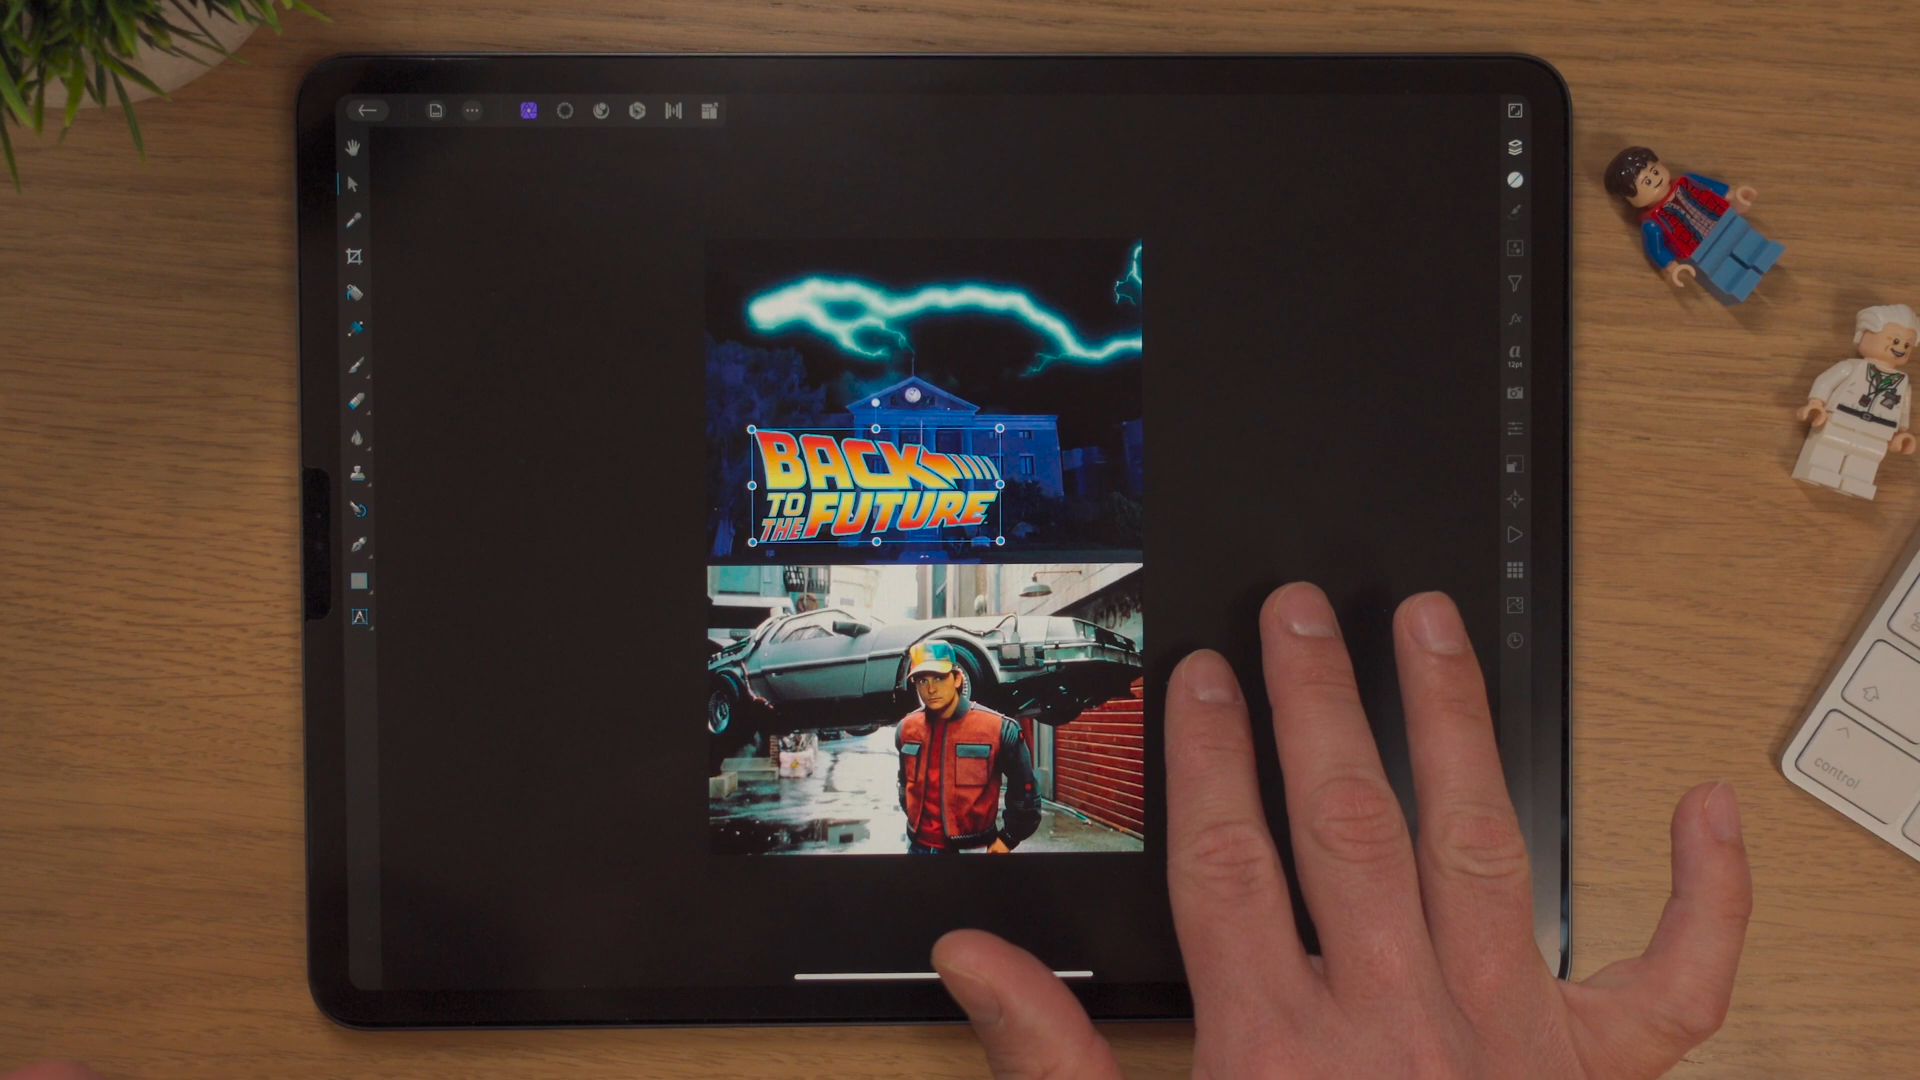 BACK
TO
THE FUTURE
a
12pt
A
control